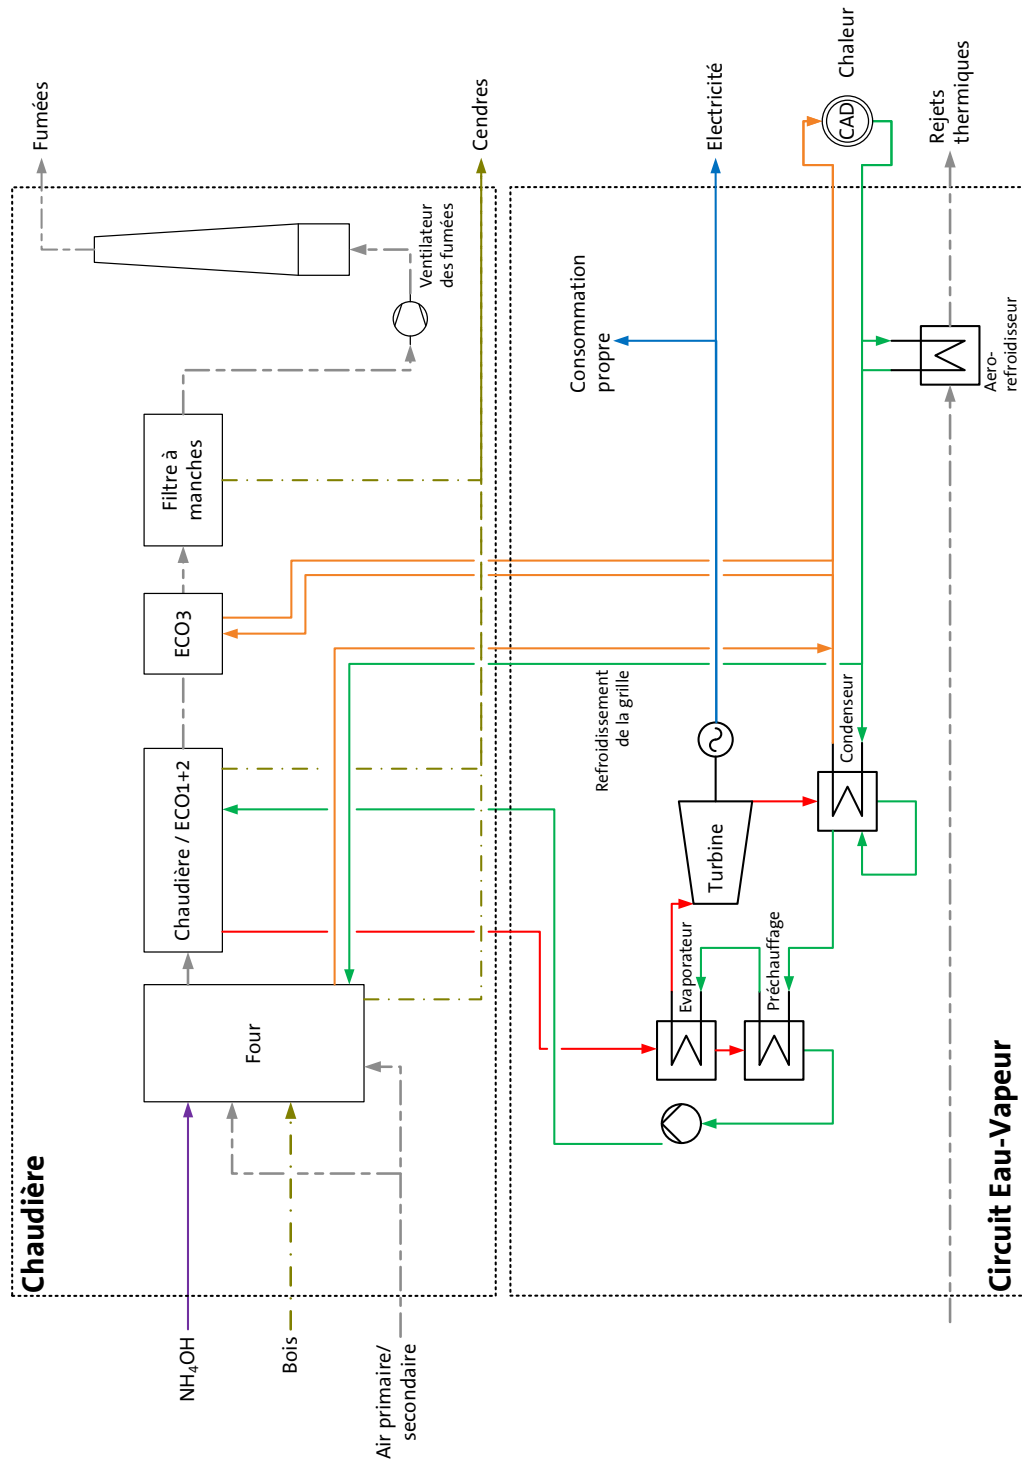 Chaudière
NH₄OH
Bois
Air primaire/
secondaire
Four
Chaudière / ECO1+2
ECO3
Filtre à
manches
Ventilateur
des fumées
Fumées
Cendres
Circuit Eau-Vapeur
Evaporateur
Préchauffage
Turbine
Refroidissement
de la grille
Condenseur
Consommation
propre
Electricité
CAD
Chaleur
Aero-
refroidisseur
Rejets
thermiques